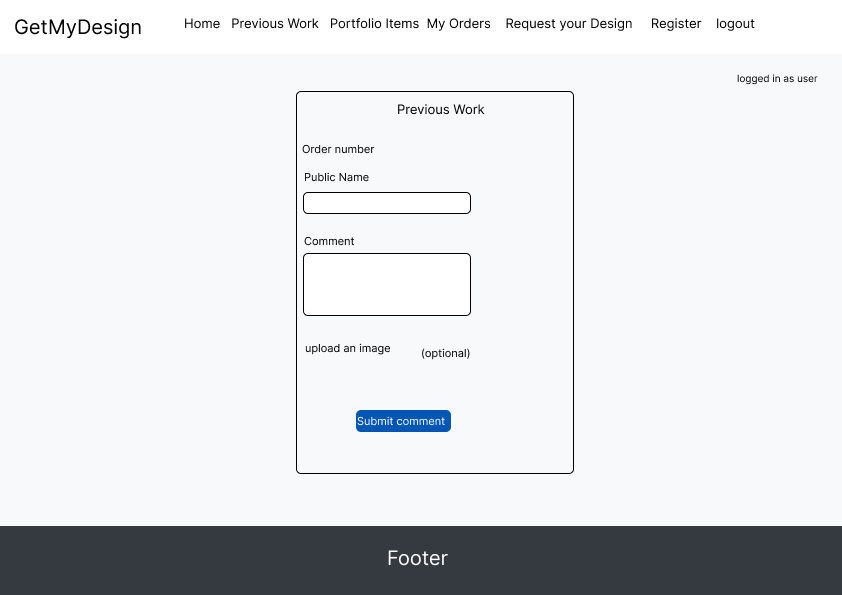 GetMyDesign Home Previous Work Portfolio Items My Orders Request your Design Register logout
logged in as user
Previous Work
Order number
Public Name
Comment
upload an image (optional)
Submit comment
Footer